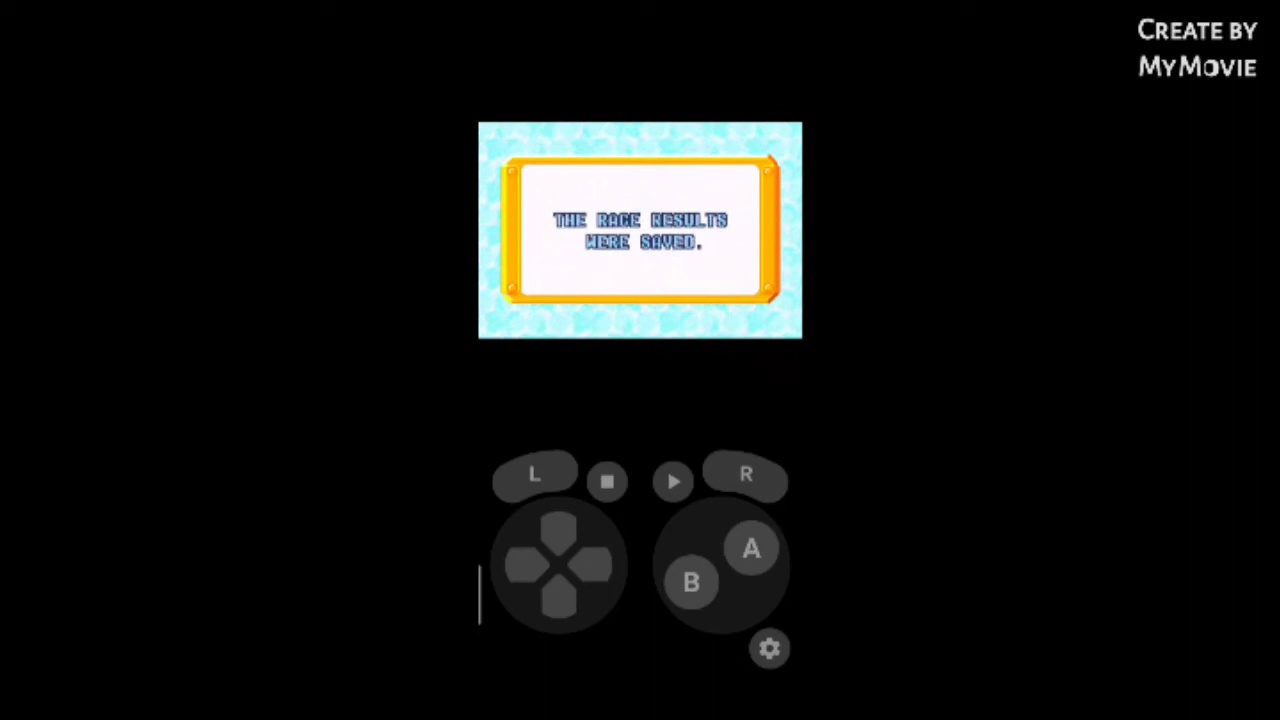 CREATE BY
MYMOVIE
THE RACE RESULTS
WERE SAVED.
L
R
A
B